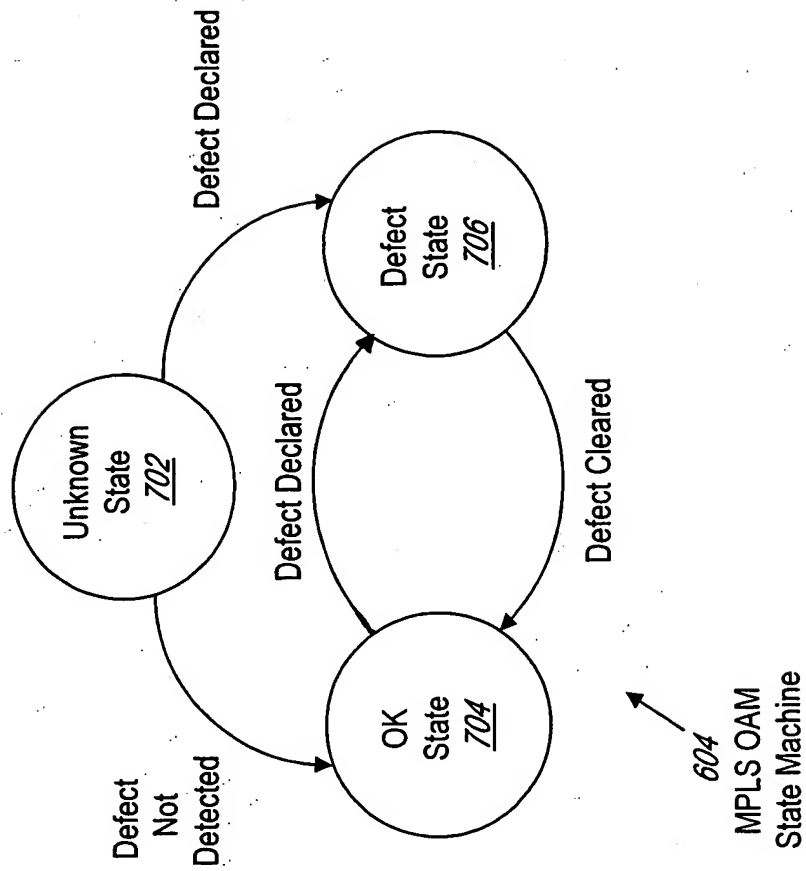 Unknown
State
702
Defect
Not
Detected
Defect Declared
Defect Declared
OK
State
704
Defect
State
706
Defect Cleared
604
MPLS OAM
State Machine